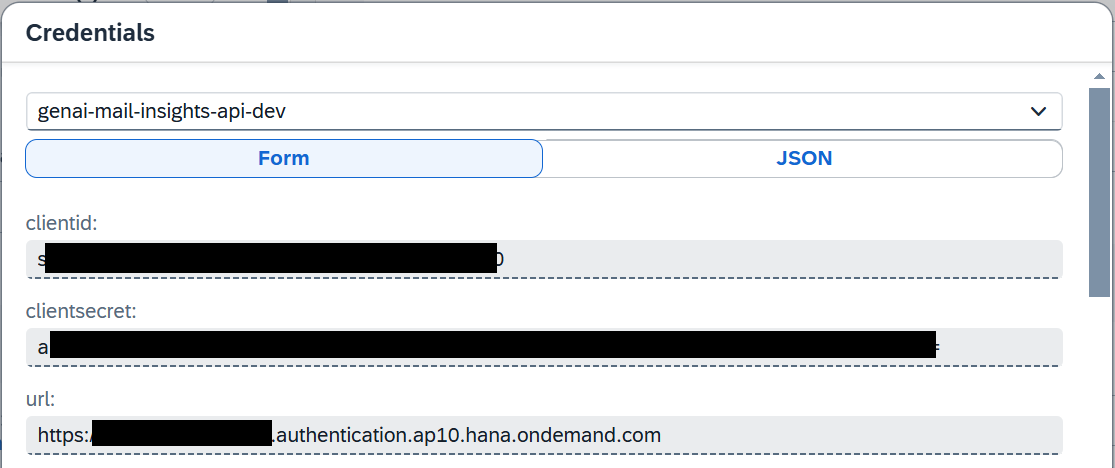 Credentials
genai-mail-insights-api-dev
Form
JSON
clientid:
s 0
clientsecret:
a =
url:
https:/ .authentication.ap10.hana.ondemand.com